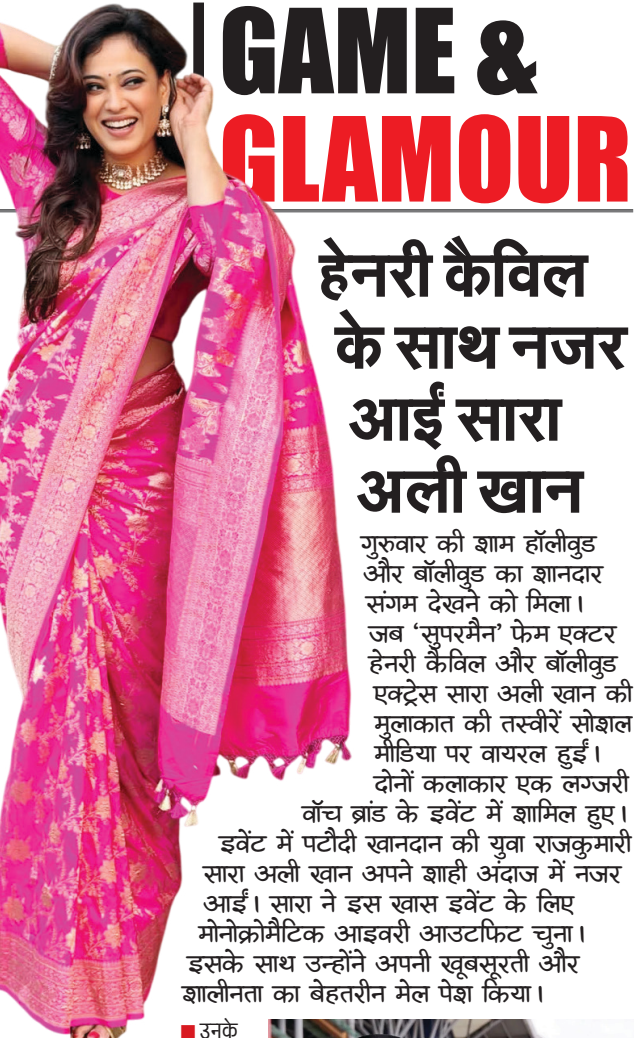 GAME &
GLAMOUR
हेनरी कैविल
के साथ नजर
आईं सारा
अली खान
गुरुवार की शाम हॉलीवुड
और बॉलीवुड का शानदार
संगम देखने को मिला।
जब ‘सुपरमैन’ फेम एक्टर
हेनरी कैविल और बॉलीवुड
एक्ट्रेस सारा अली खान की
मुलाकात की तस्वीरें सोशल
मीडिया पर वायरल हुईं।
दोनों कलाकार एक लग्जरी
वॉच ब्रांड के इवेंट में शामिल हुए।
इवेंट में पटौदी खानदान की युवा राजकुमारी
सारा अली खान अपने शाही अंदाज में नजर
आईं। सारा ने इस खास इवेंट के लिए
मोनोक्रोमैटिक आइवरी आउटफिट चुना।
इसके साथ उन्होंने अपनी खूबसूरती और
शालीनता का बेहतरीन मेल पेश किया।
■ उनके